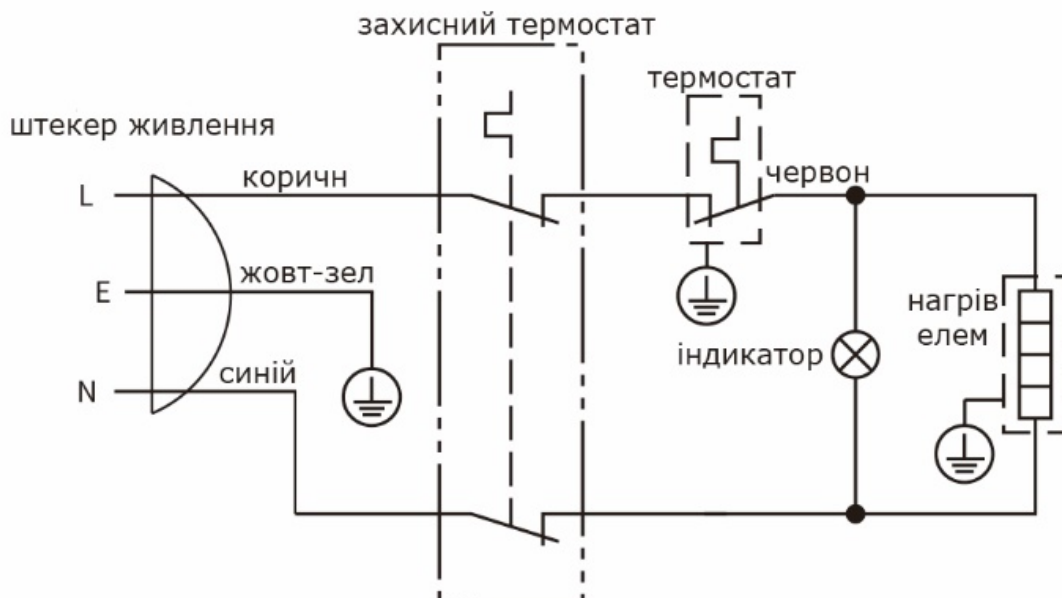 захисний термостат
термостат
штекер живлення
L
коричн
червон
E
жовт-зел
нагрів
елем
індикатор
N
синій